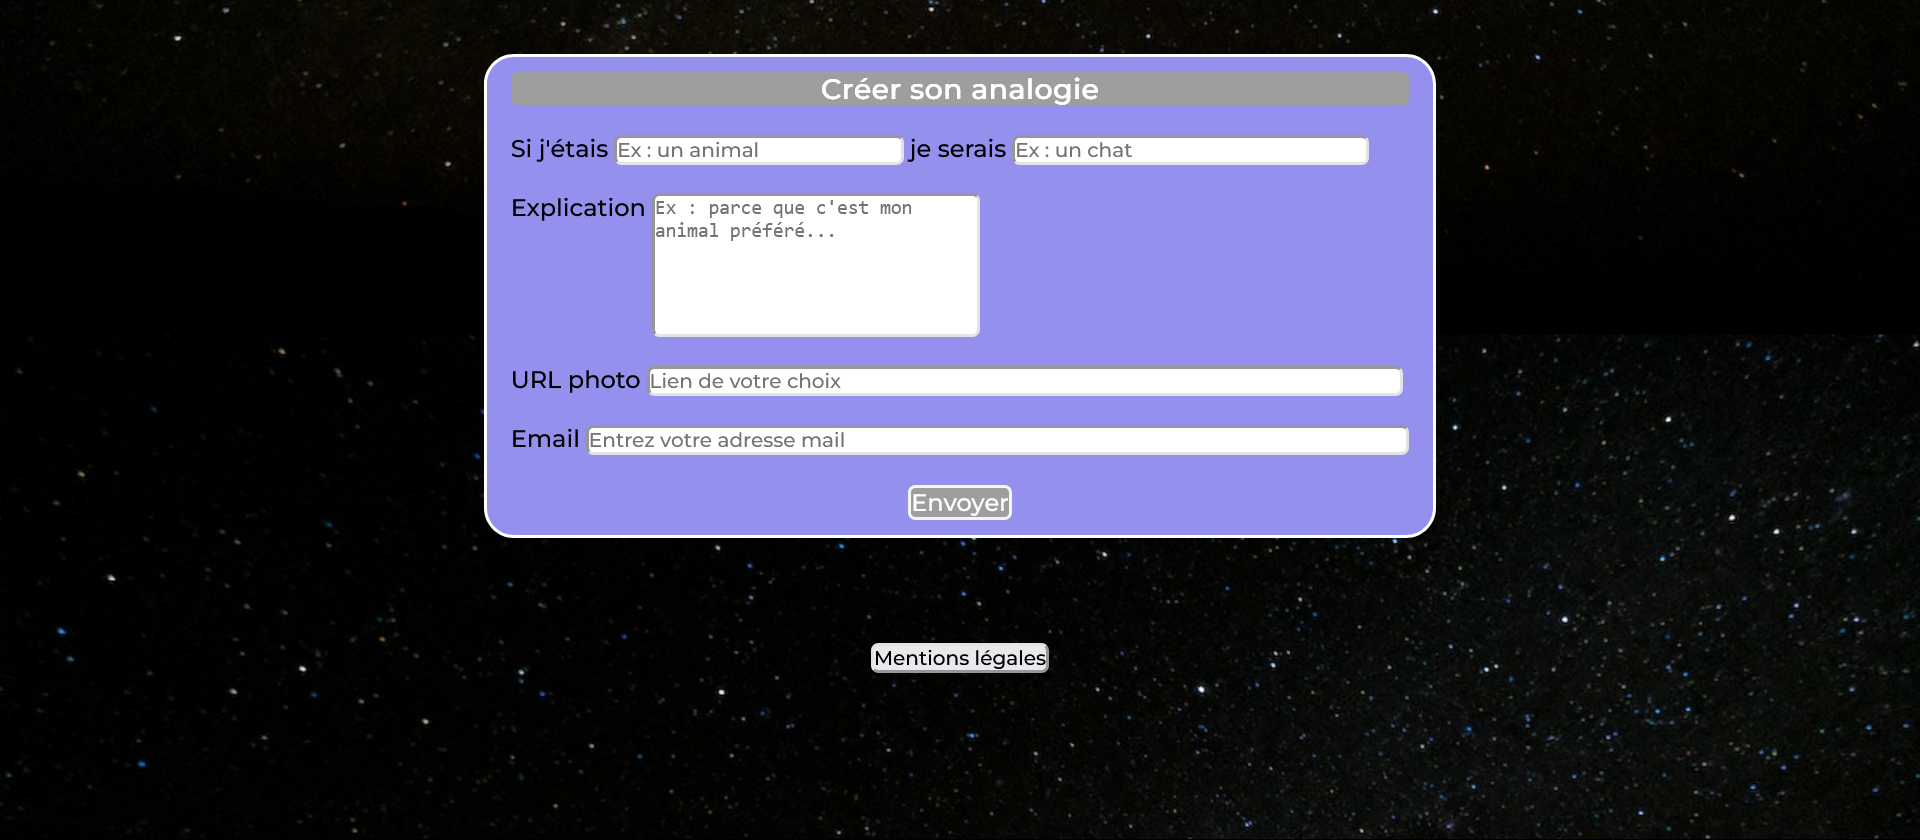 Créer son analogie
Si j'étais Ex : un animal je serais Ex : un chat
Explication Ex : parce que c'est mon
animal préféré...
URL photo Lien de votre choix
Email Entrez votre adresse mail
Envoyer
Mentions légales